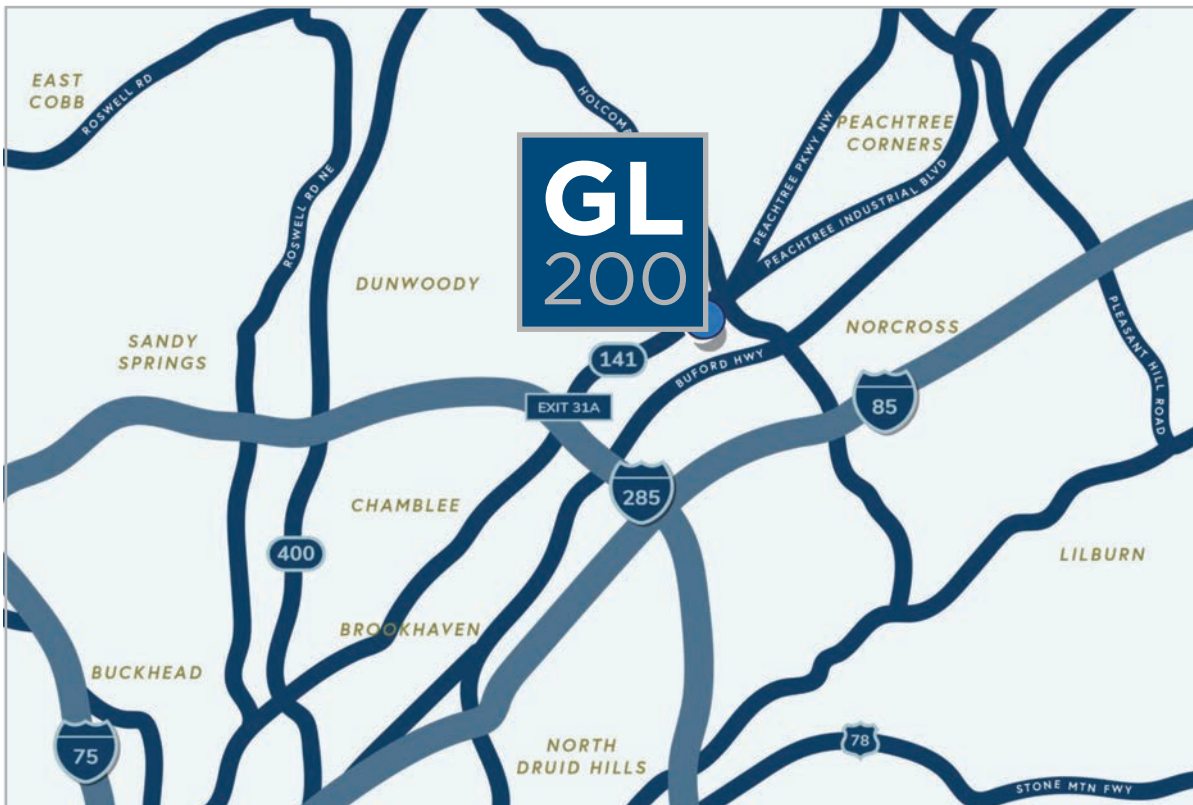 EAST
COBB
ROSWELL RD
HOLCOM
PEACHTREE
CORNERS
PEACHTREE PKWY NW
PEACHTREE INDUSTRIAL BLVD
ROSWELL RD NE
GL
200
DUNWOODY
SANDY
SPRINGS
NORCROSS
141
BUFORD HWY
PLEASANT HILL ROAD
EXIT 31A
85
285
CHAMBLEE
400
LILBURN
BROOKHAVEN
BUCKHEAD
75
NORTH
DRUID HILLS
78
STONE MTN FWY